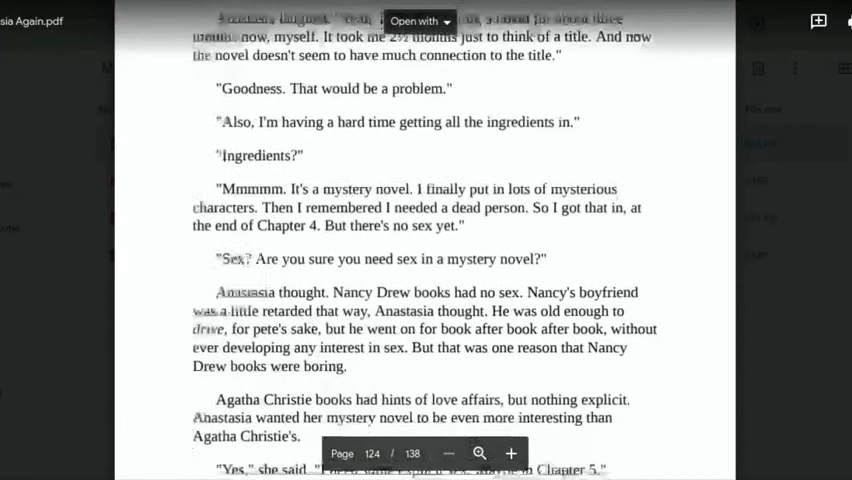 sia Again.pdf
Open with
now, myself. It took me 2½ months just to think of a title. And now
the novel doesn't seem to have much connection to the title."
"Goodness. That would be a problem."
"Also, I'm having a hard time getting all the ingredients in."
"Ingredients?"
"Mmmmm. It's a mystery novel. I finally put in lots of mysterious
characters. Then I remembered I needed a dead person. So I got that in, at
the end of Chapter 4. But there's no sex yet."
"Sex? Are you sure you need sex in a mystery novel?"
Anastasia thought. Nancy Drew books had no sex. Nancy's boyfriend
was a little retarded that way, Anastasia thought. He was old enough to
drive, for pete's sake, but he went on for book after book after book, without
ever developing any interest in sex. But that was one reason that Nancy
Drew books were boring.
Agatha Christie books had hints of love affairs, but nothing explicit.
Anastasia wanted her mystery novel to be even more interesting than
Agatha Christie's.
Page 124 / 138
"Yes," she said. in Chapter 5."